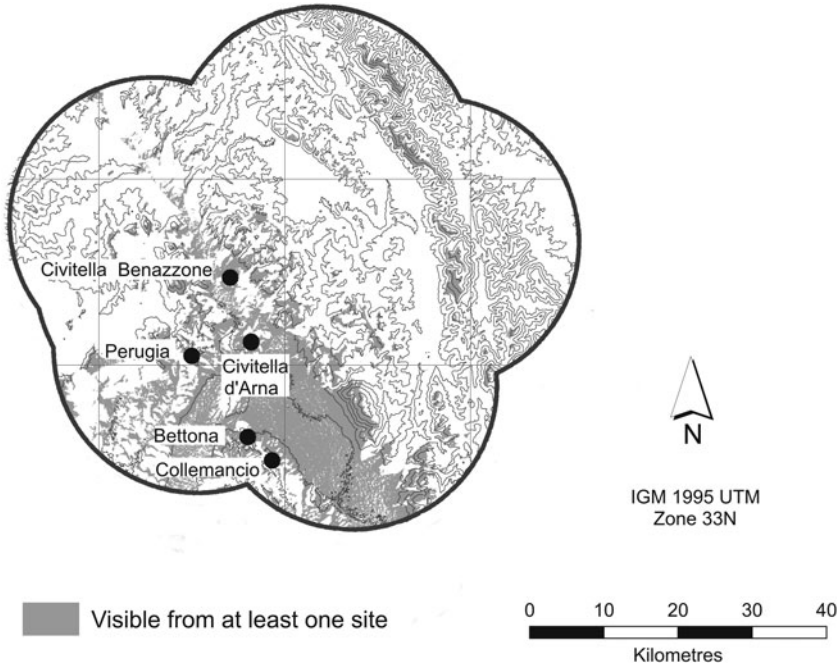 Civitella Benazzone
Perugia
Civitella
d'Arna
Bettona
Collemancio
N
IGM 1995 UTM
Zone 33N
Visible from at least one site
0 10 20 30 40
Kilometres